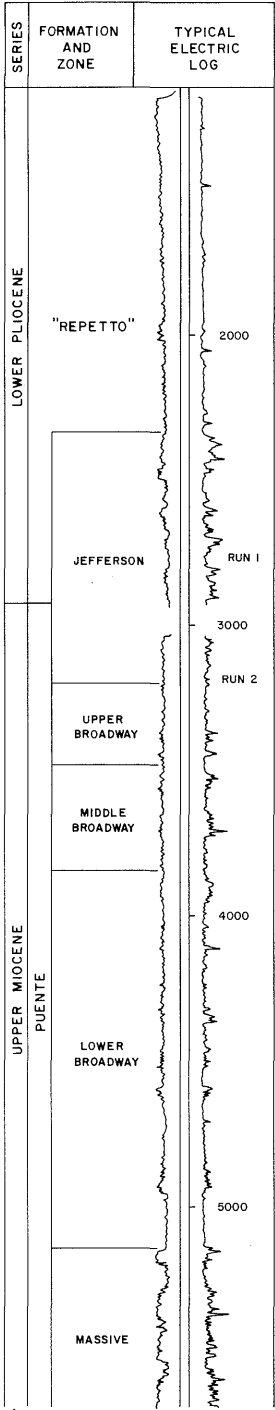 SERIES
FORMATION
AND
ZONE
TYPICAL
ELECTRIC
LOG
LOWER PLIOCENE
"REPETTO"
2000
JEFFERSON
RUN 1
3000
RUN 2
UPPER
BROADWAY
MIDDLE
BROADWAY
4000
UPPER MIOCENE
PUENTE
LOWER
BROADWAY
5000
MASSIVE